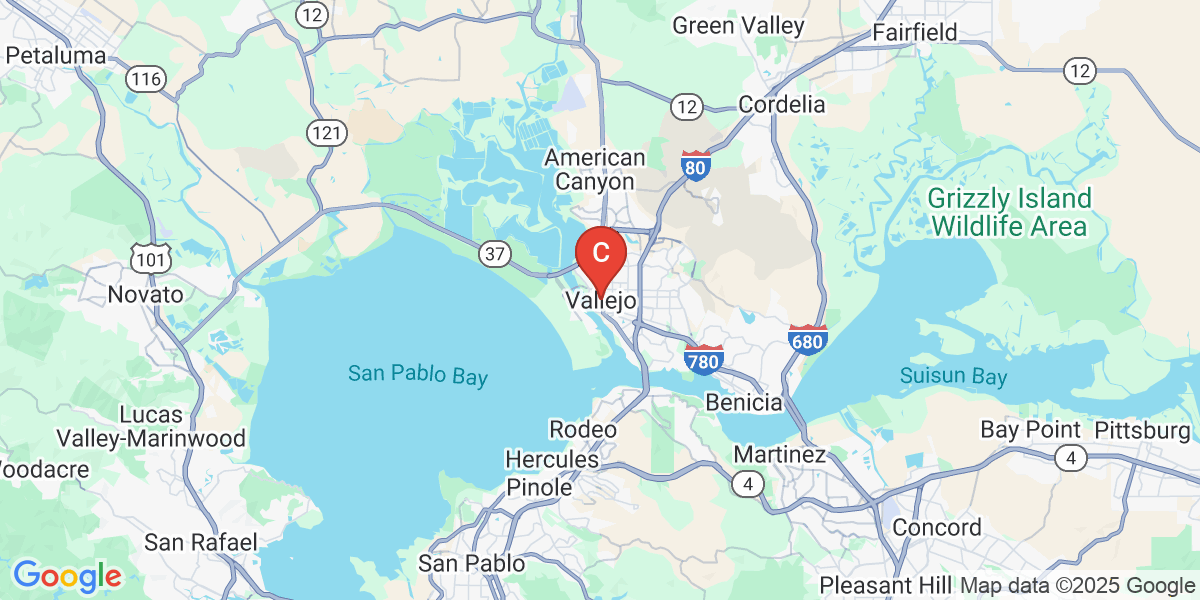 12
Green Valley
Fairfield
Petaluma
116
12
12
Cordelia
121
American
Canyon
80
Grizzly Island
Wildlife Area
37
101
C
Novato
Vallejo
680
780
San Pablo Bay
Suisun Bay
Benicia
Lucas
Valley-Marinwood
Rodeo
Bay Point
Pittsburg
Hercules
Martinez
4
Woodacre
Pinole
4
Concord
San Rafael
San Pablo
Google
Pleasant Hill
Map data ©2025 Google